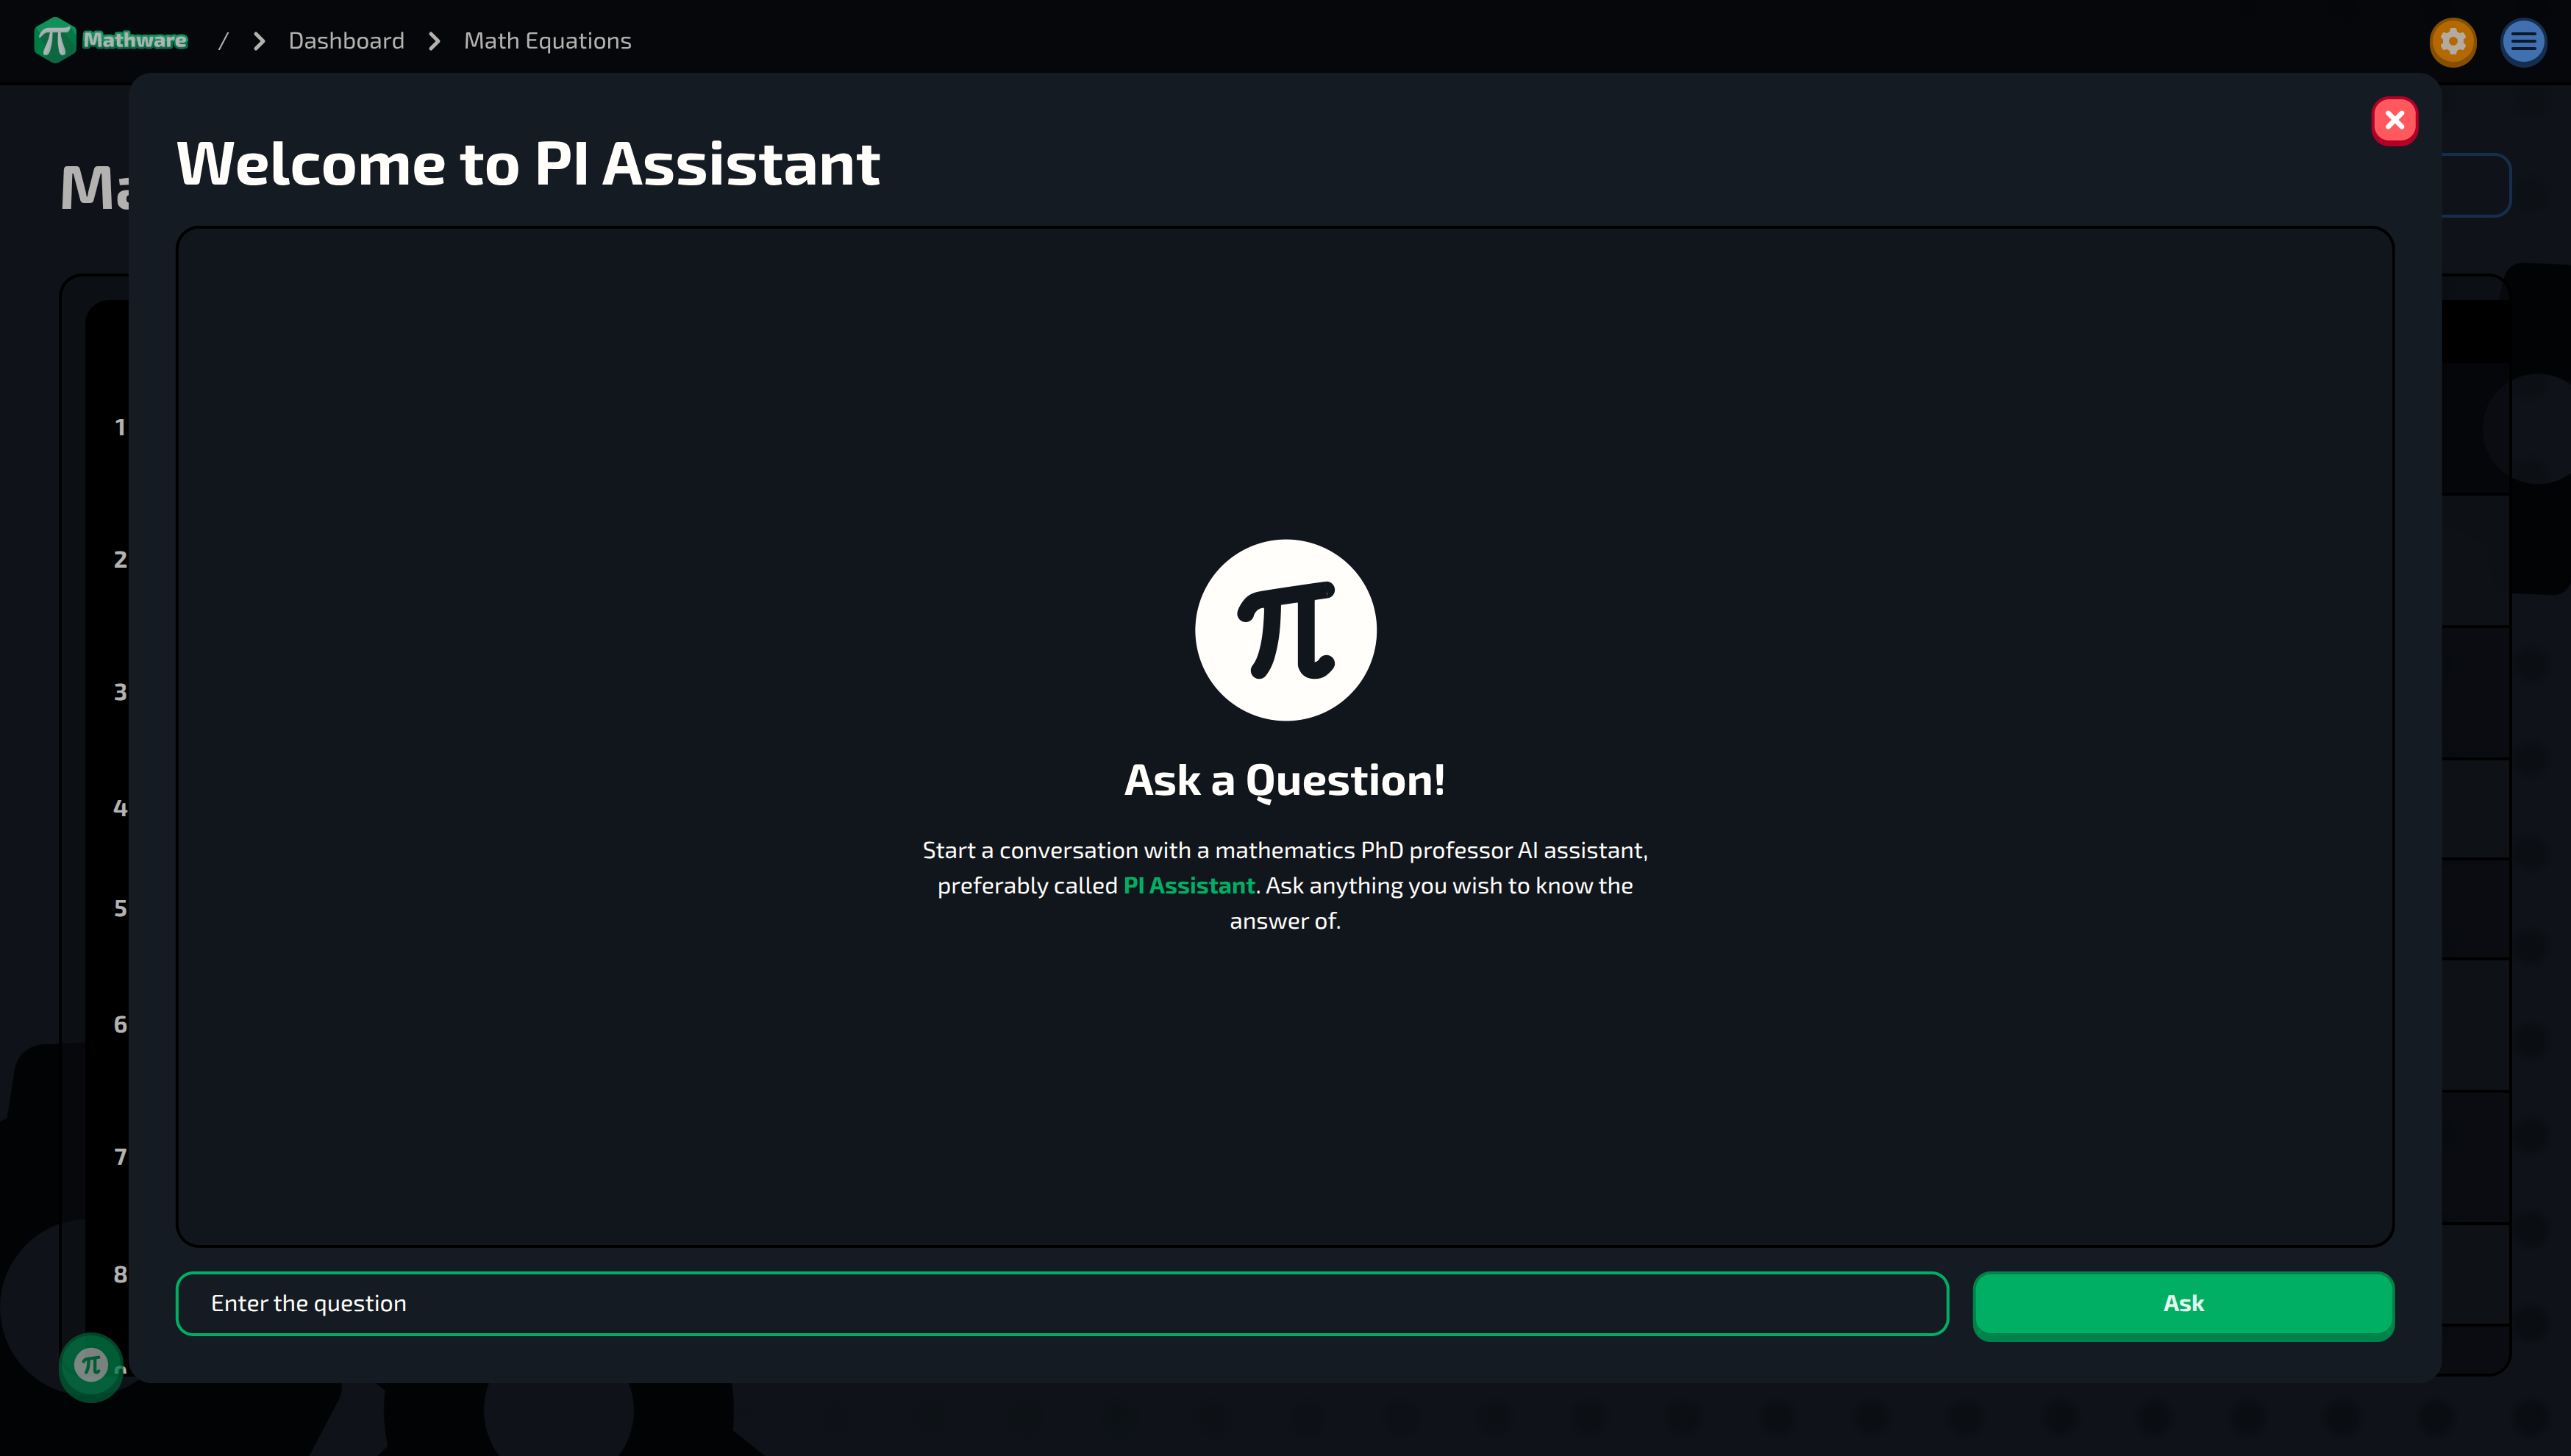 Mathware / Dashboard Math Equations
Welcome to PI Assistant
1
2
3
4
5
6
7
8
π
Ask a Question!
Start a conversation with a mathematics PhD professor AI assistant,
preferably called PI Assistant. Ask anything you wish to know the
answer of.
Enter the question
Ask